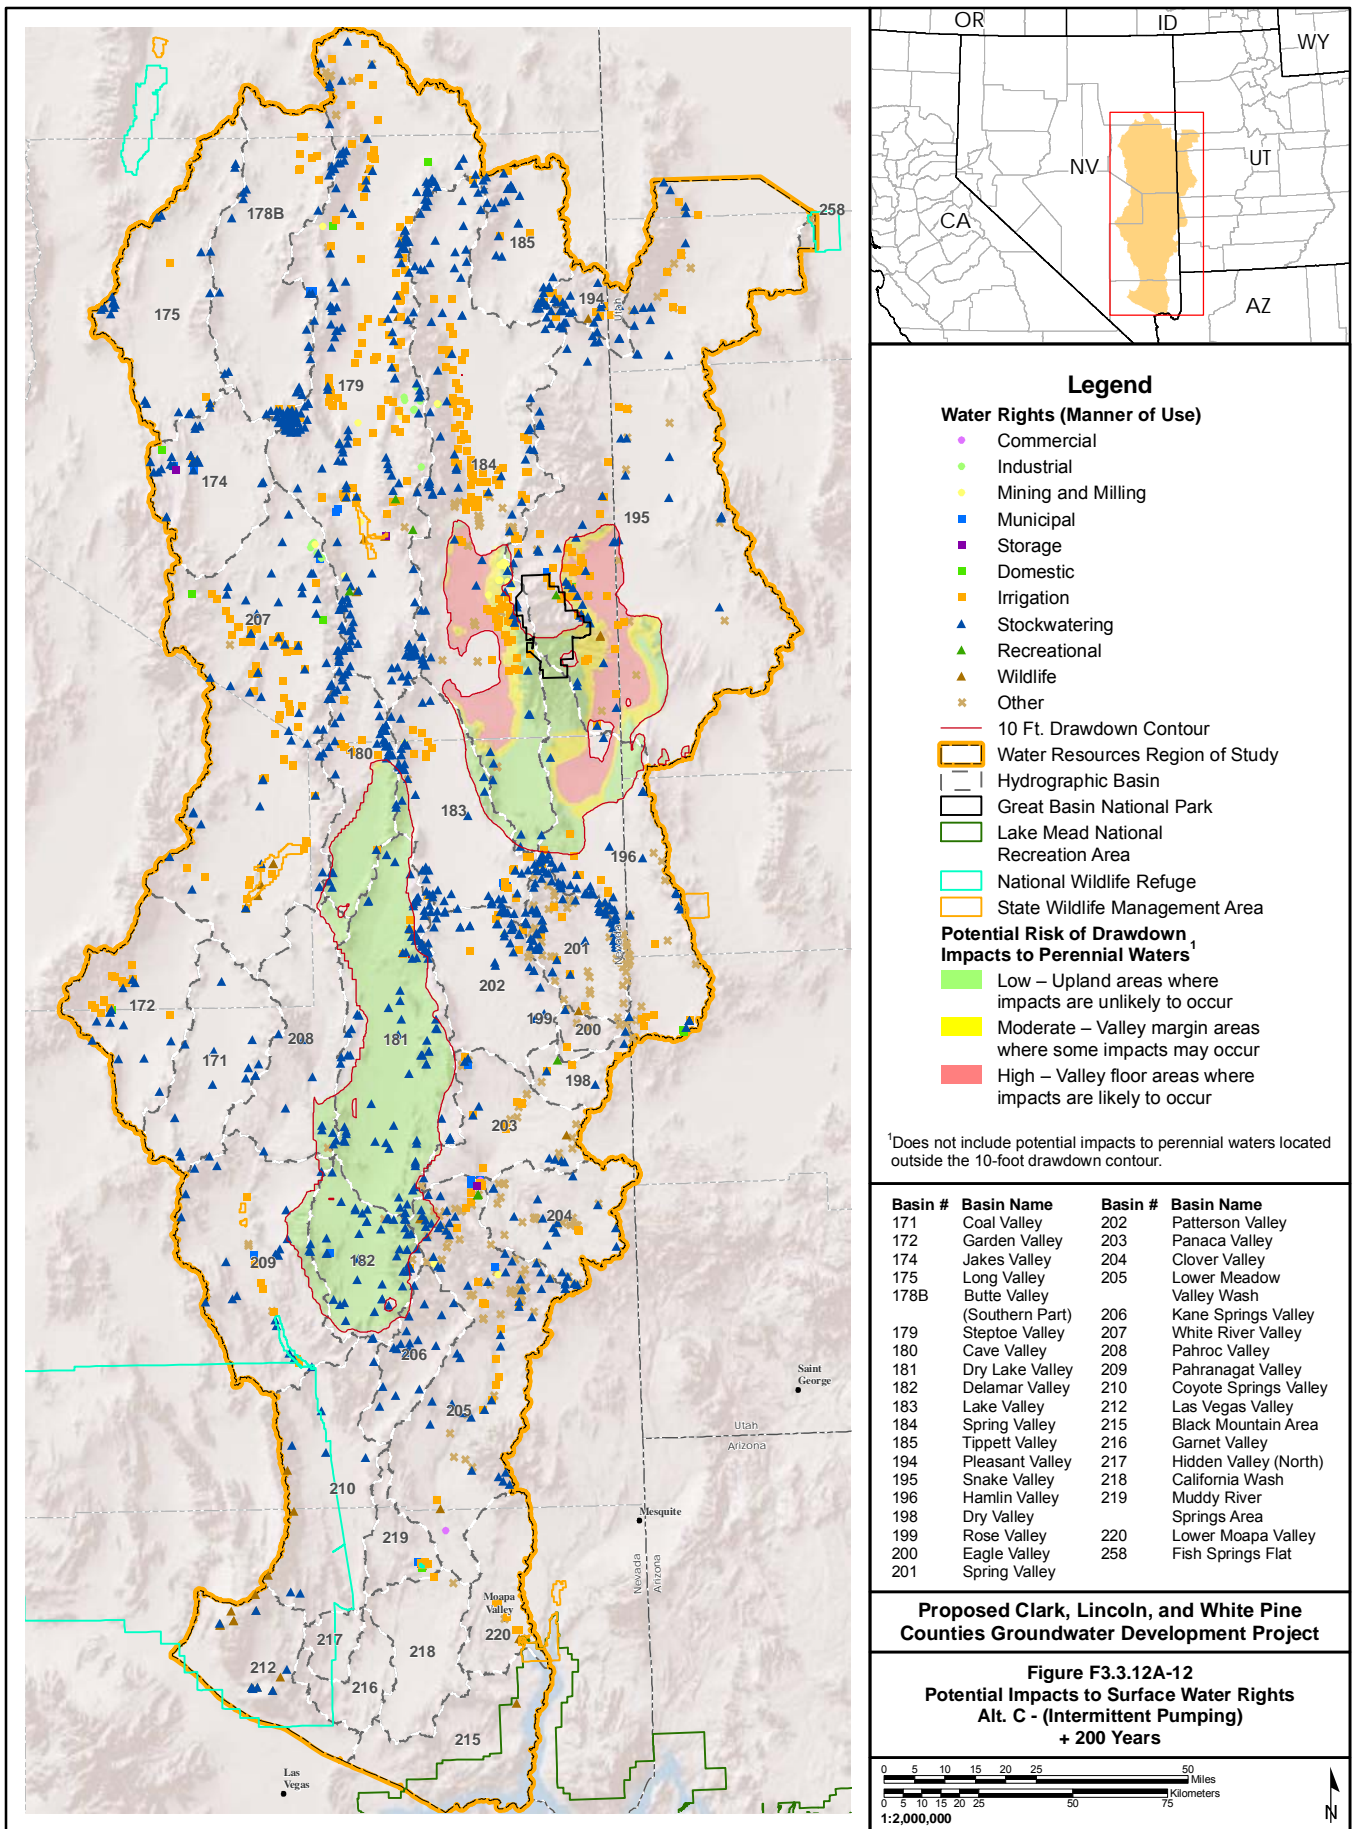 OR
ID
WY
NV
UT
CA
AZ
258
178B
185
175
194
Utah
179
184
174
195
207
180
183
196
201
Nevada
202
172
199
200
208
181
171
198
203
204
209
182
206
Saint
George
205
Utah
Arizona
210
Mesquite
219
Nevada
Arizona
Moapa
Valley
220
217
218
212
216
215
Las
Vegas
Legend
Water Rights (Manner of Use)
Commercial
Industrial
Mining and Milling
Municipal
Storage
Domestic
Irrigation
Stockwatering
Recreational
Wildlife
Other
10 Ft. Drawdown Contour
Water Resources Region of Study
Hydrographic Basin
Great Basin National Park
Lake Mead National
Recreation Area
National Wildlife Refuge
State Wildlife Management Area
Potential Risk of Drawdown
Impacts to Perennial Waters1
Low – Upland areas where
impacts are unlikely to occur
Moderate – Valley margin areas
where some impacts may occur
High – Valley floor areas where
impacts are likely to occur
1Does not include potential impacts to perennial waters located
outside the 10-foot drawdown contour.
Basin # Basin Name Basin # Basin Name
171 Coal Valley 202 Patterson Valley
172 Garden Valley 203 Panaca Valley
174 Jakes Valley 204 Clover Valley
175 Long Valley 205 Lower Meadow
178B Butte Valley Valley Wash
(Southern Part) 206 Kane Springs Valley
179 Steptoe Valley 207 White River Valley
180 Cave Valley 208 Pahroc Valley
181 Dry Lake Valley 209 Pahranagat Valley
182 Delamar Valley 210 Coyote Springs Valley
183 Lake Valley 212 Las Vegas Valley
184 Spring Valley 215 Black Mountain Area
185 Tippett Valley 216 Garnet Valley
194 Pleasant Valley 217 Hidden Valley (North)
195 Snake Valley 218 California Wash
196 Hamlin Valley 219 Muddy River
198 Dry Valley Springs Area
199 Rose Valley 220 Lower Moapa Valley
200 Eagle Valley 258 Fish Springs Flat
201 Spring Valley
Proposed Clark, Lincoln, and White Pine
Counties Groundwater Development Project
Figure F3.3.12A-12
Potential Impacts to Surface Water Rights
Alt. C - (Intermittent Pumping)
+ 200 Years
0 5 10 15 20 25 50
Miles
Kilometers
0 5 10 15 20 25 50 75
1:2,000,000
N